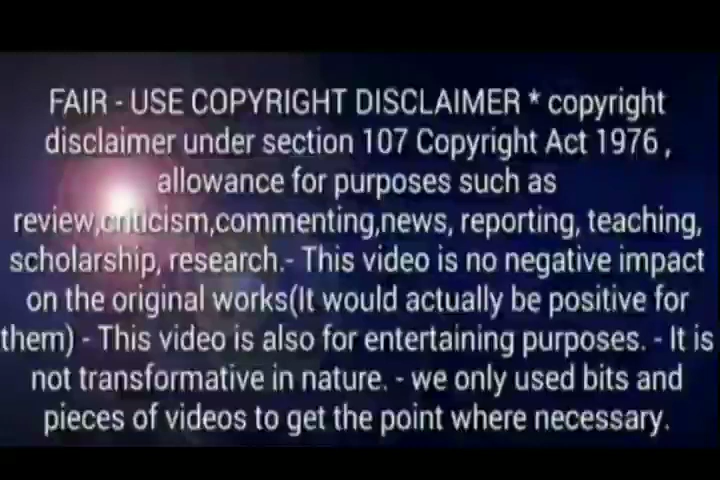 FAIR - USE COPYRIGHT DISCLAIMER * copyright
disclaimer under section 107 Copyright Act 1976 ,
allowance for purposes such as
review,criticism,commenting,news, reporting, teaching,
scholarship, research.- This video is no negative impact
on the original works(It would actually be positive for
them) - This video is also for entertaining purposes. - It is
not transformative in nature. - we only used bits and
pieces of videos to get the point where necessary.